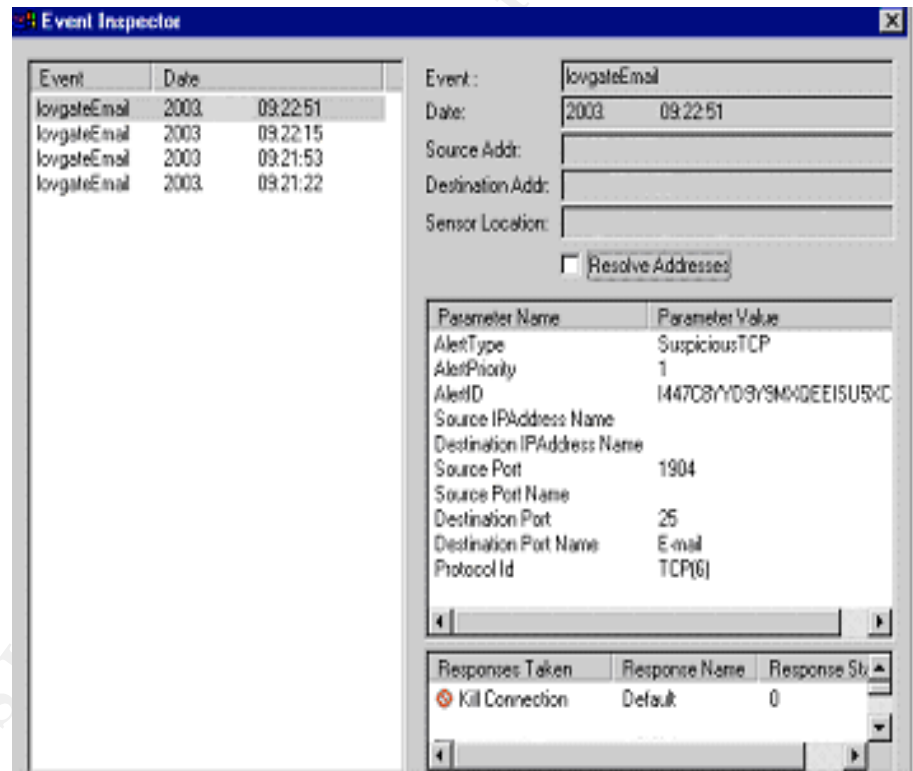 Event Inspector
Event Date
lovgateEmail 2003. 09:22:51
lovgateEmail 2003 09:22:15
lovgateEmail 2003 09:21:53
lovgateEmail 2003. 09:21:22
Event: lovgateEmail
Date: 2003. 09:22:51
Source Addr:
Destination Addr:
Sensor Location:
Resolve Addresses
Parameter Name Parameter Value
AlertType SuspiciousTCP
AlertPriority 1
AlertID
Source IPAddress Name
Destination IPAddress Name
Source Port 1904
Source Port Name
Destination Port 25
Destination Port Name E-mail
Protocol Id TCP(6)
Responses Taken Response Name Response Sta
Kill Connection Default 0